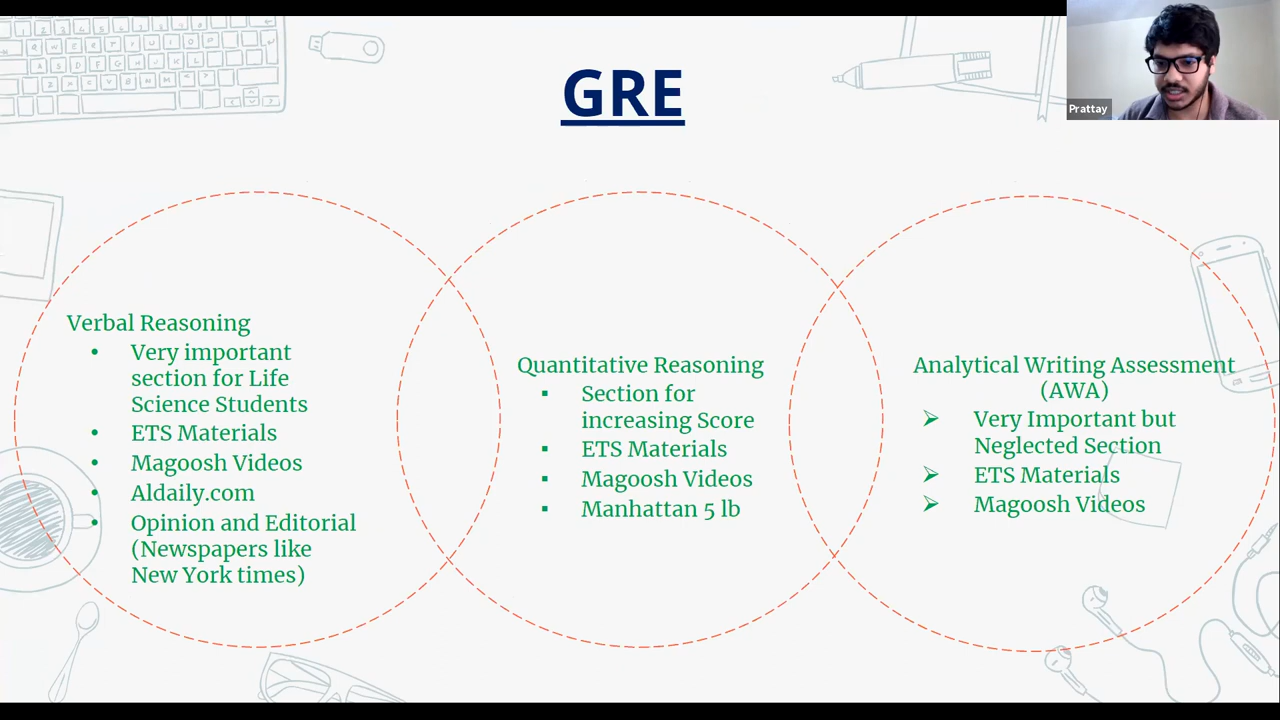 GRE
Prattay
Verbal Reasoning
• Very important
section for Life
Science Students
• ETS Materials
• Magoosh Videos
• Aldaily.com
• Opinion and Editorial
(Newspapers like
New York times)
Quantitative Reasoning
▪ Section for
increasing Score
▪ ETS Materials
▪ Magoosh Videos
▪ Manhattan 5 lb
Analytical Writing Assessment
(AWA)
➢ Very Important but
Neglected Section
➢ ETS Materials
➢ Magoosh Videos